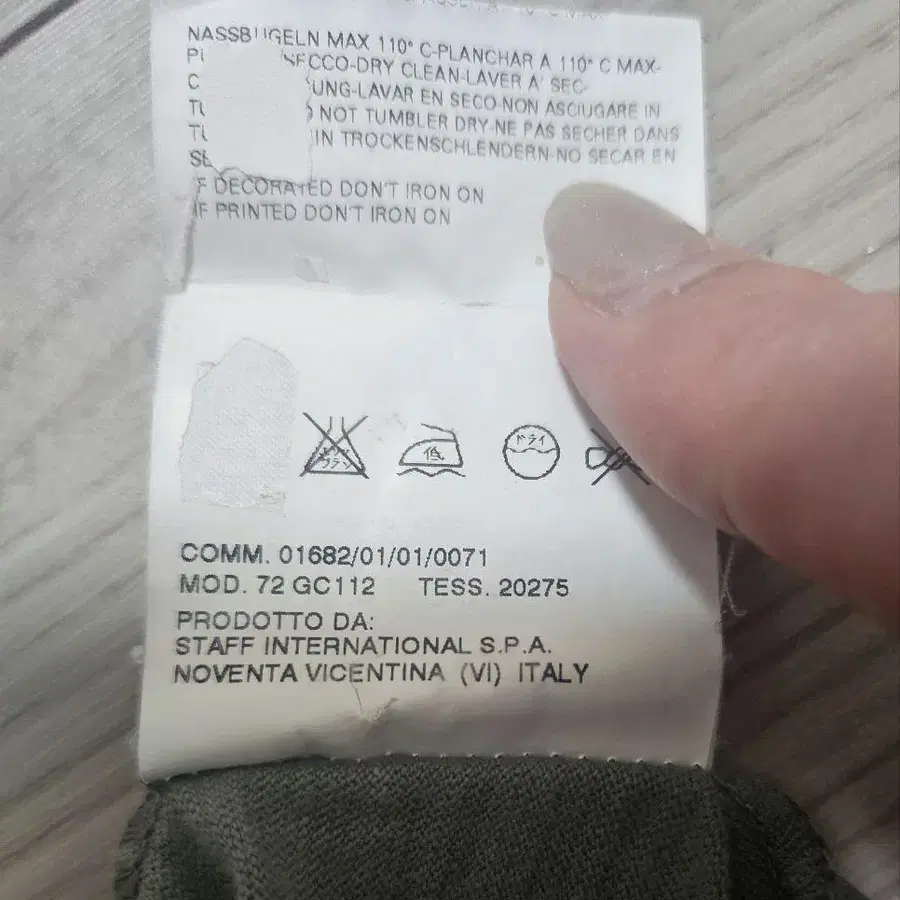 NASSBÜGELN MAX 110° C-PLANCHAR A 110° C MAX-
SECCO-DRY CLEAN-LAVER A' SEC-
UNG-LAVAR EN SECO-NON ASCIUGARE IN
NOT TUMBLER DRY-NE PAS SECHER DANS
IN TROCKENSCHLENDERN-NO SECAR EN
IF DECORATED DON'T IRON ON
IF PRINTED DON'T IRON ON
低 ドライ
COMM. 01682/01/01/0071
MOD. 72 GC112 TESS. 20275
PRODOTTO DA:
STAFF INTERNATIONAL S.P.A.
NOVENTA VICENTINA (VI) ITALY